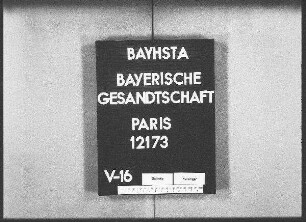 BAYHSTA
BAYERISCHE
GESANDTSCHAFT
PARIS
12173
V-16